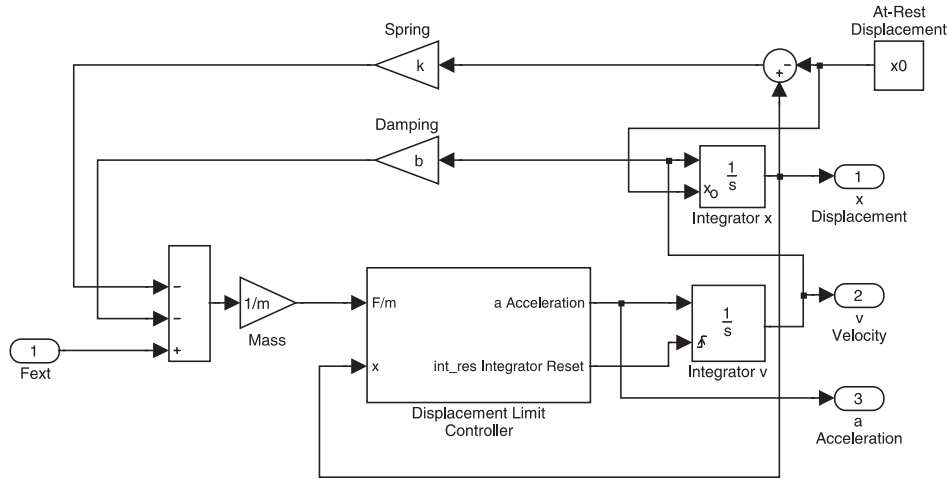 At-Rest
Displacement
Spring
k
+
-
x0
Damping
b
1
s
xo
Integrator x
1
x
Displacement
-
-
+
1/m
Mass
F/m
a Acceleration
x
int_res Integrator Reset
Displacement Limit
Controller
1
s
Integrator v
2
v
Velocity
1
Fext
3
a
Acceleration